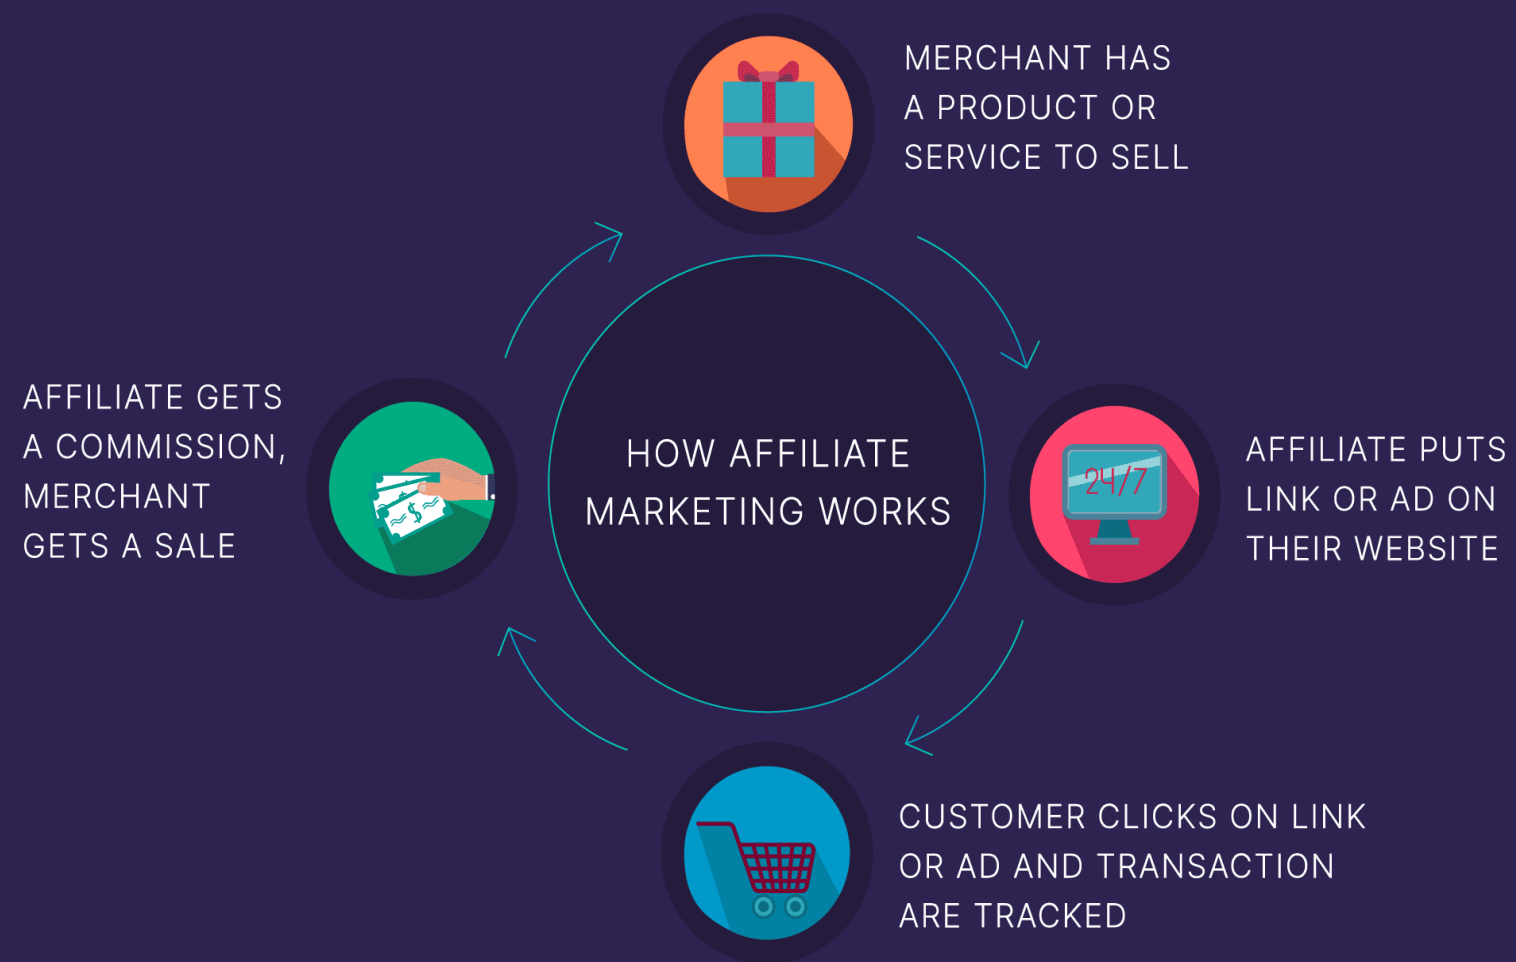 MERCHANT HAS
A PRODUCT OR
SERVICE TO SELL
AFFILIATE PUTS
LINK OR AD ON
THEIR WEBSITE
24/7
CUSTOMER CLICKS ON LINK
OR AD AND TRANSACTION
ARE TRACKED
AFFILIATE GETS
A COMMISSION,
MERCHANT
GETS A SALE
$
HOW AFFILIATE
MARKETING WORKS